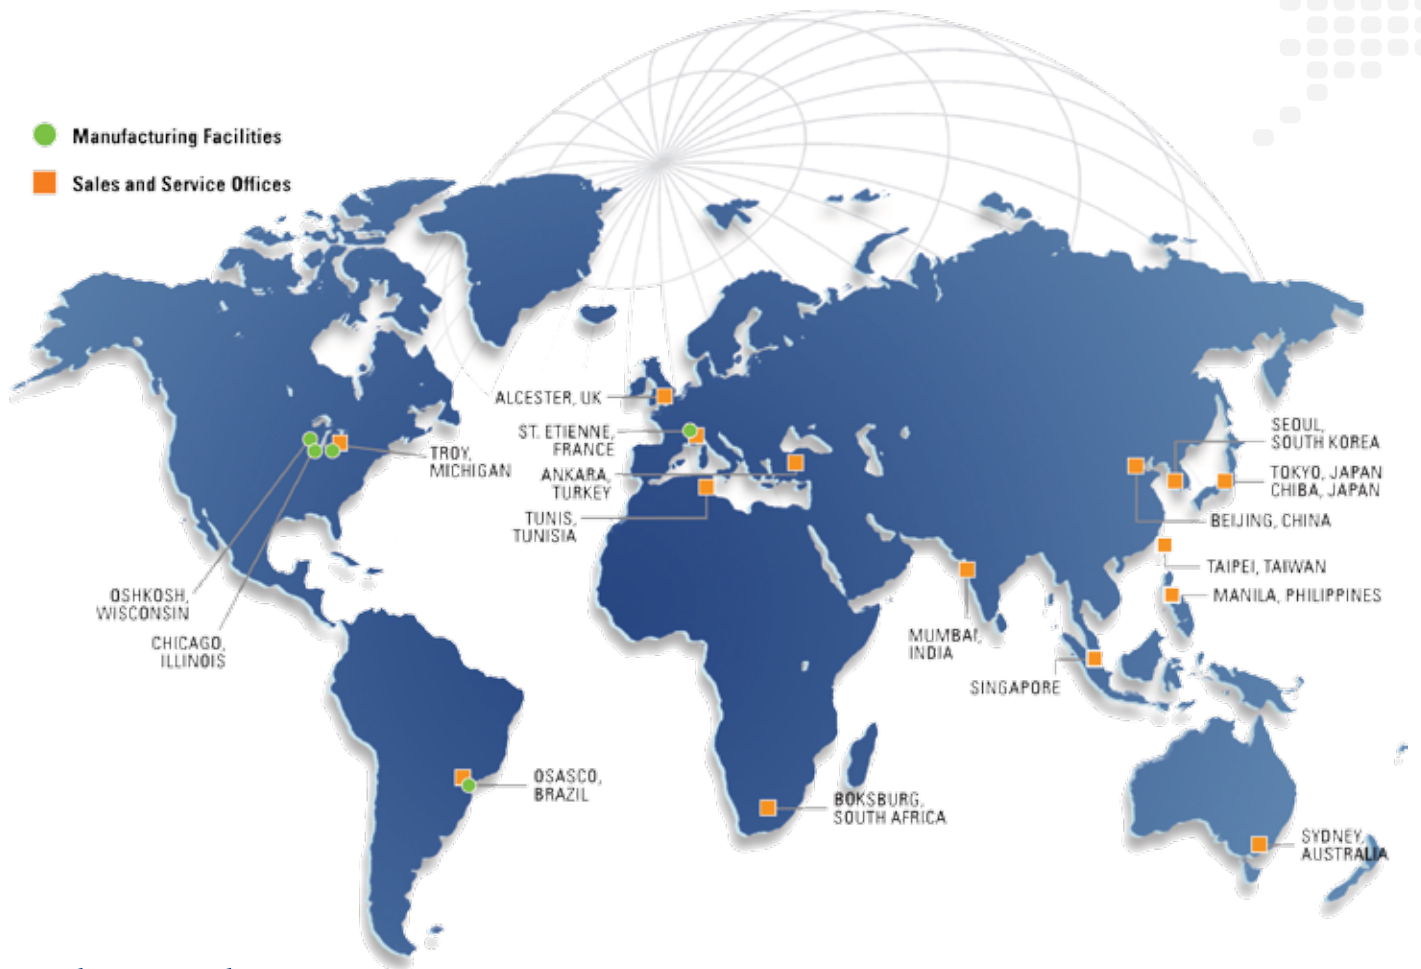 Manufacturing Facilities
Sales and Service Offices
ALCESTER, UK
ST. ETIENNE,
FRANCE
ANKARA,
TURKEY
TUNIS,
TUNISIA
TROY,
MICHIGAN
OSHKOSH,
WISCONSIN
CHICAGO,
ILLINOIS
OSASCO,
BRAZIL
BOKSBURG,
SOUTH AFRICA
MUMBAI,
INDIA
SINGAPORE
SEOUL,
SOUTH KOREA
TOKYO, JAPAN
CHIBA, JAPAN
BEIJING, CHINA
TAIPEI, TAIWAN
MANILA, PHILIPPINES
SYDNEY,
AUSTRALIA